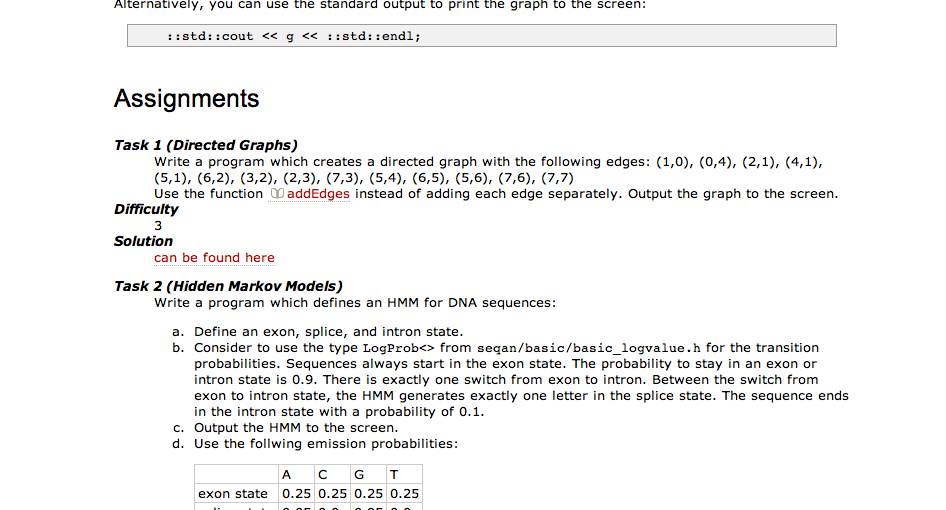 Alternatively, you can use the standard output to print the graph to the screen:
::std::cout << g << ::std::endl;
Assignments
Task 1 (Directed Graphs)
Write a program which creates a directed graph with the following edges: (1,0), (0,4), (2,1), (4,1),
(5,1), (6,2), (3,2), (2,3), (7,3), (5,4), (6,5), (5,6), (7,6), (7,7)
Use the function addEdges instead of adding each edge separately. Output the graph to the screen.
Difficulty
3
Solution
can be found here
Task 2 (Hidden Markov Models)
Write a program which defines an HMM for DNA sequences:
a. Define an exon, splice, and intron state.
b. Consider to use the type LogProb<> from seqan/basic/basic_logvalue.h for the transition
probabilities. Sequences always start in the exon state. The probability to stay in an exon or
intron state is 0.9. There is exactly one switch from exon to intron. Between the switch from
exon to intron state, the HMM generates exactly one letter in the splice state. The sequence ends
in the intron state with a probability of 0.1.
c. Output the HMM to the screen.
d. Use the follwing emission probabilities:
A C G T
exon state 0.25 0.25 0.25 0.25